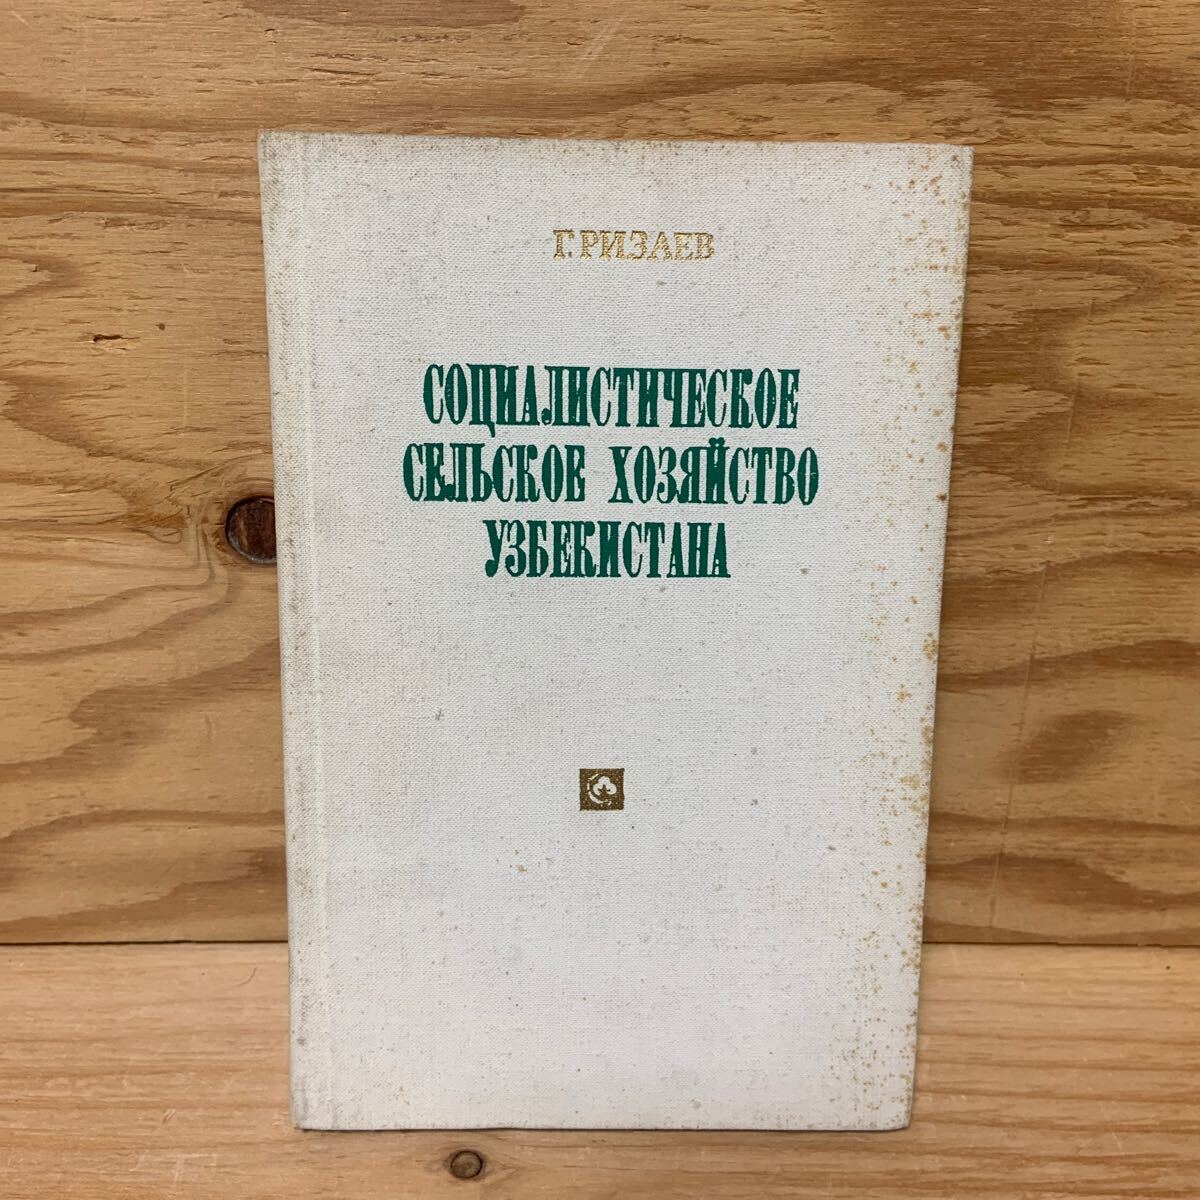 Г. РИЗАЕВ
СОЦИАЛИСТИЧЕСКОЕ
СЕЛЬСКОЕ ХОЗЯЙСТВО
УЗБЕКИСТАНА